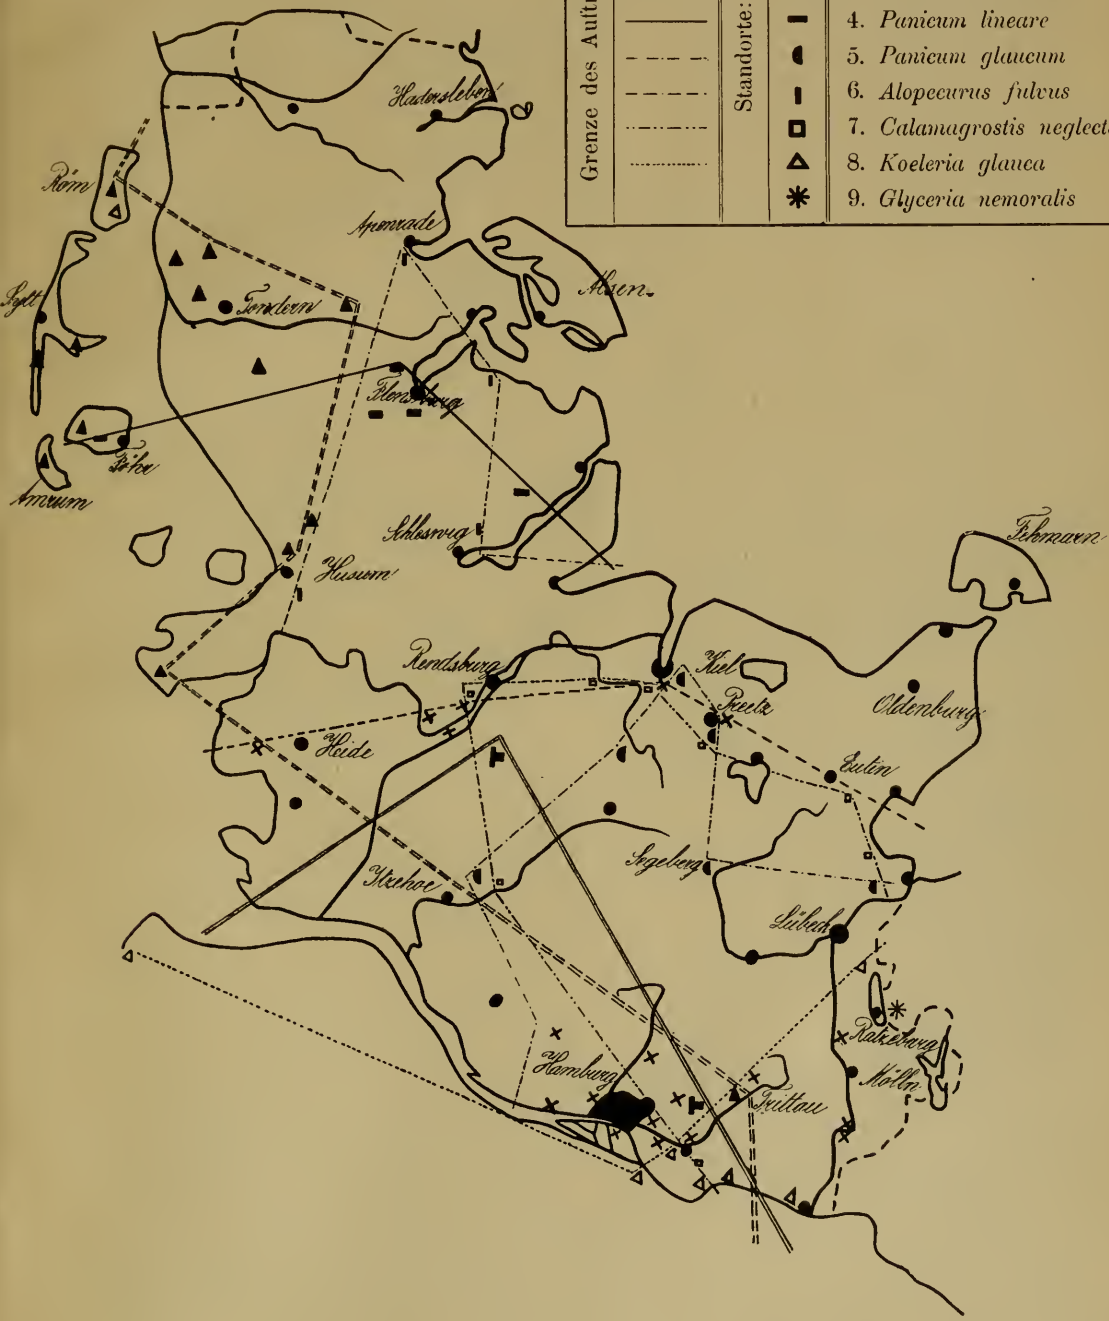 Grenze des Auftr
Standorte:
4. Panicum lineare
5. Panicum glaucum
6. Alopecurus fulvus
7. Calamagrostis neglect
8. Koeleria glauca
9. Glyceria nemoralis
Hadersleben
Röm
Apenrade
Alsen.
Sylt
Tondern
Flensburg
Föhr
Amrum
Schleswig
Fehmarn
Husum
Rendsburg
Kiel
Preetz
Oldenburg
Heide
Eutin
Segeberg
Itzehoe
Lübeck
Ratzeburg
Hamburg
Mölln
Trittau